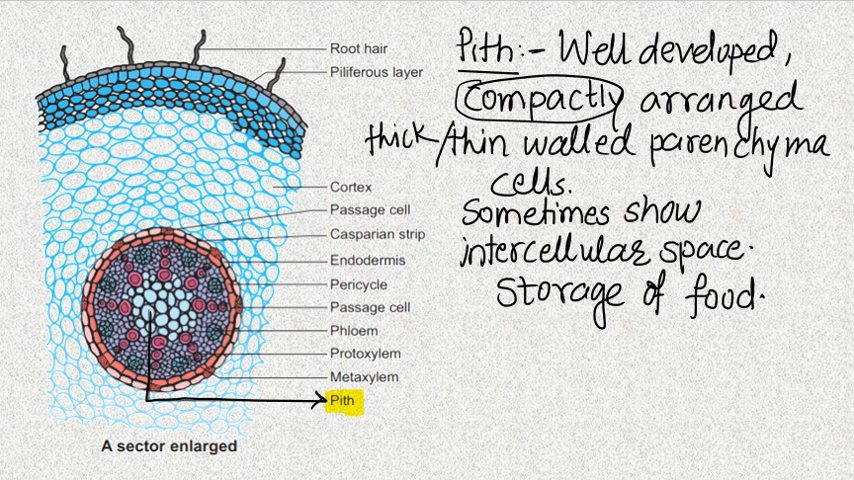 Root hair
Piliferous layer
Cortex
Passage cell
Casparian strip
Endodermis
Pericycle
Passage cell
Phloem
Protoxylem
Metaxylem
Pith
A sector enlarged
Pith:- Well developed,
Compactly arranged
thick/thin walled parenchyma
cells.
Sometimes show
intercellular space.
Storage of food.